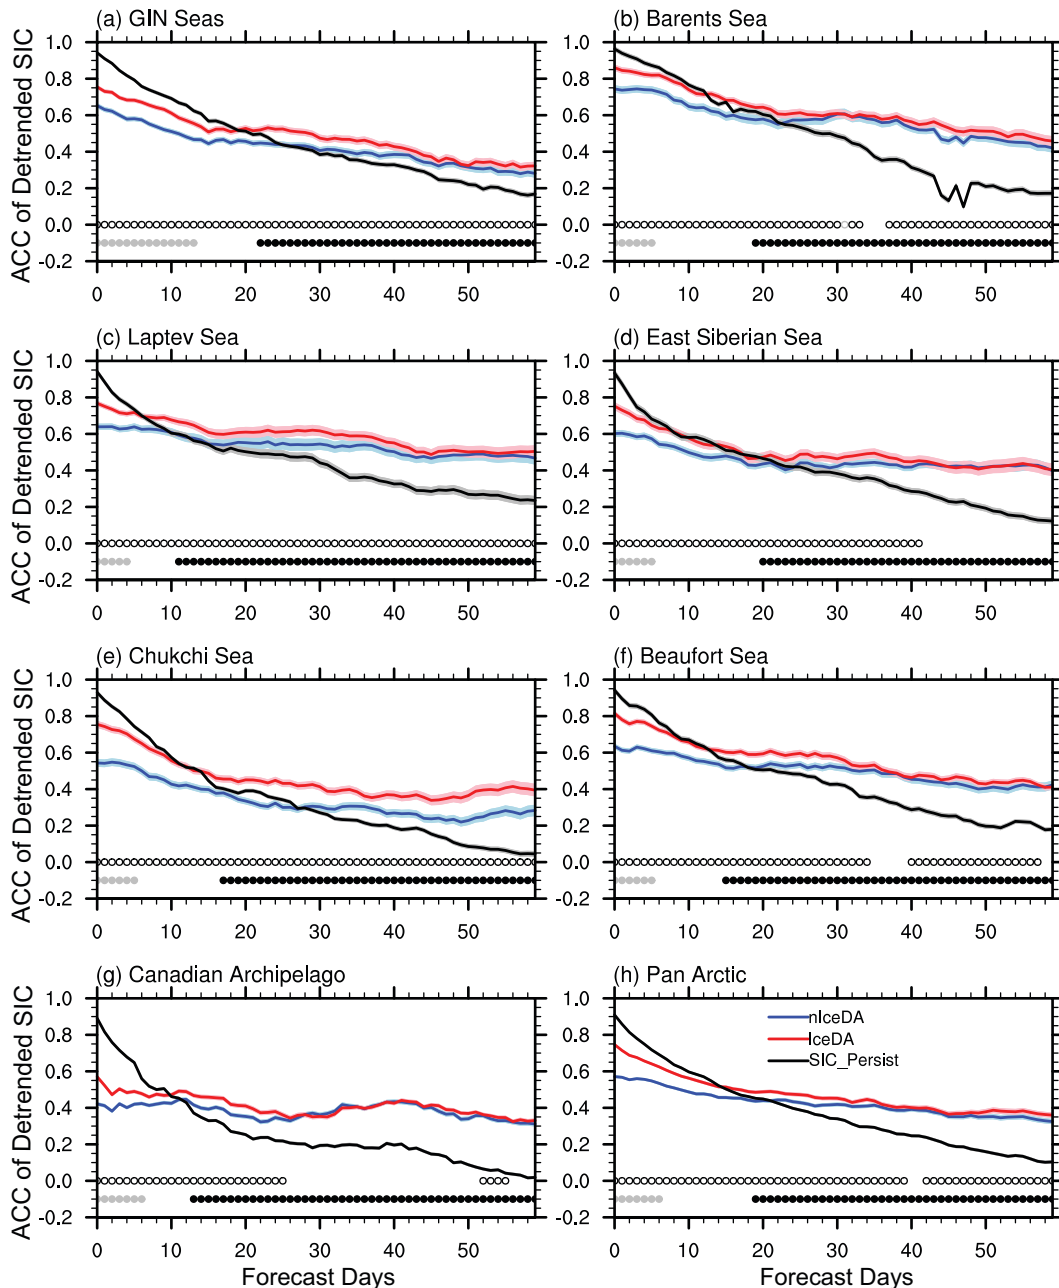 (a) GIN Seas
(b) Barents Sea
ACC of Detrended SIC
1.0
0.8
0.6
0.4
0.2
0.0
-0.2
0 10 20 30 40 50
1.0
0.8
0.6
0.4
0.2
0.0
-0.2
0 10 20 30 40 50
(c) Laptev Sea
(d) East Siberian Sea
ACC of Detrended SIC
1.0
0.8
0.6
0.4
0.2
0.0
-0.2
0 10 20 30 40 50
1.0
0.8
0.6
0.4
0.2
0.0
-0.2
0 10 20 30 40 50
(e) Chukchi Sea
(f) Beaufort Sea
ACC of Detrended SIC
1.0
0.8
0.6
0.4
0.2
0.0
-0.2
0 10 20 30 40 50
1.0
0.8
0.6
0.4
0.2
0.0
-0.2
0 10 20 30 40 50
(g) Canadian Archipelago
(h) Pan Arctic
ACC of Detrended SIC
1.0
0.8
0.6
0.4
0.2
0.0
-0.2
0 10 20 30 40 50
Forecast Days
1.0
0.8
0.6
0.4
0.2
0.0
-0.2
nIceDA
IceDA
SIC_Persist
0 10 20 30 40 50
Forecast Days